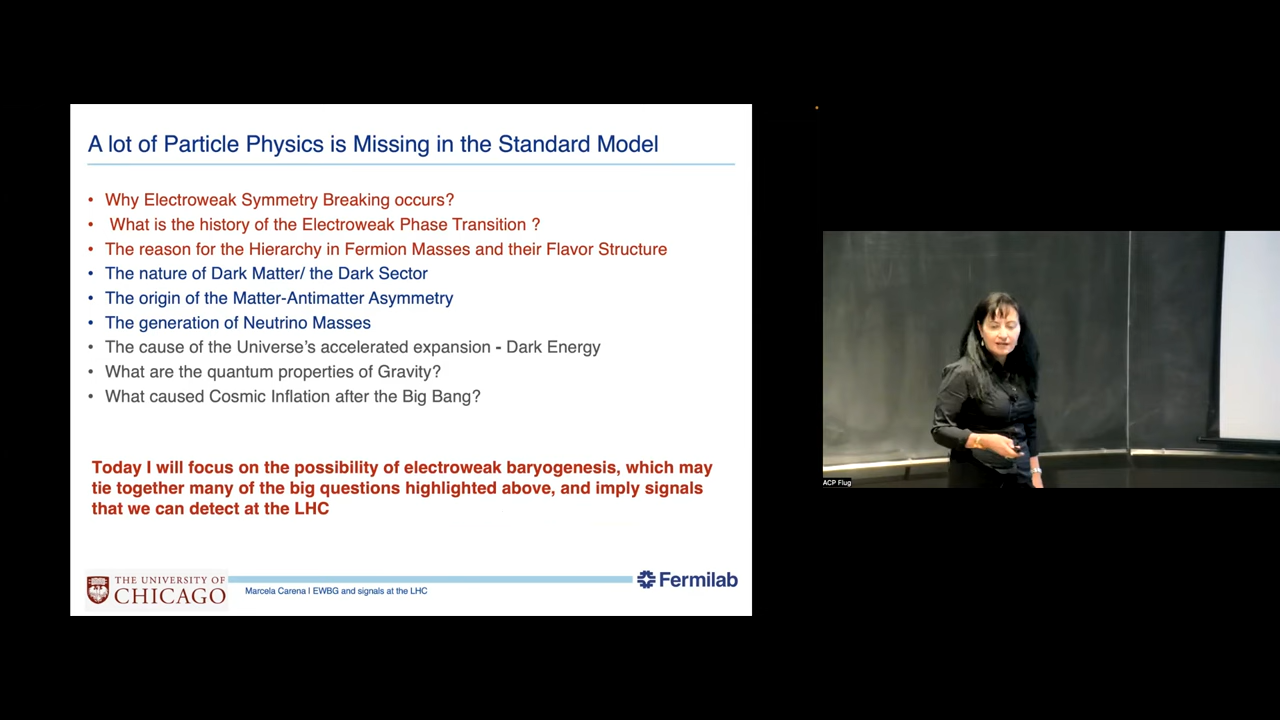 A lot of Particle Physics is Missing in the Standard Model
• Why Electroweak Symmetry Breaking occurs?
• What is the history of the Electroweak Phase Transition ?
• The reason for the Hierarchy in Fermion Masses and their Flavor Structure
• The nature of Dark Matter/ the Dark Sector
• The origin of the Matter-Antimatter Asymmetry
• The generation of Neutrino Masses
• The cause of the Universe's accelerated expansion - Dark Energy
• What are the quantum properties of Gravity?
• What caused Cosmic Inflation after the Big Bang?
Today I will focus on the possibility of electroweak baryogenesis, which may
tie together many of the big questions highlighted above, and imply signals
that we can detect at the LHC
THE UNIVERSITY OF
CHICAGO
Marcela Carena I EWBG and signals at the LHC
Fermilab
ACP Flug